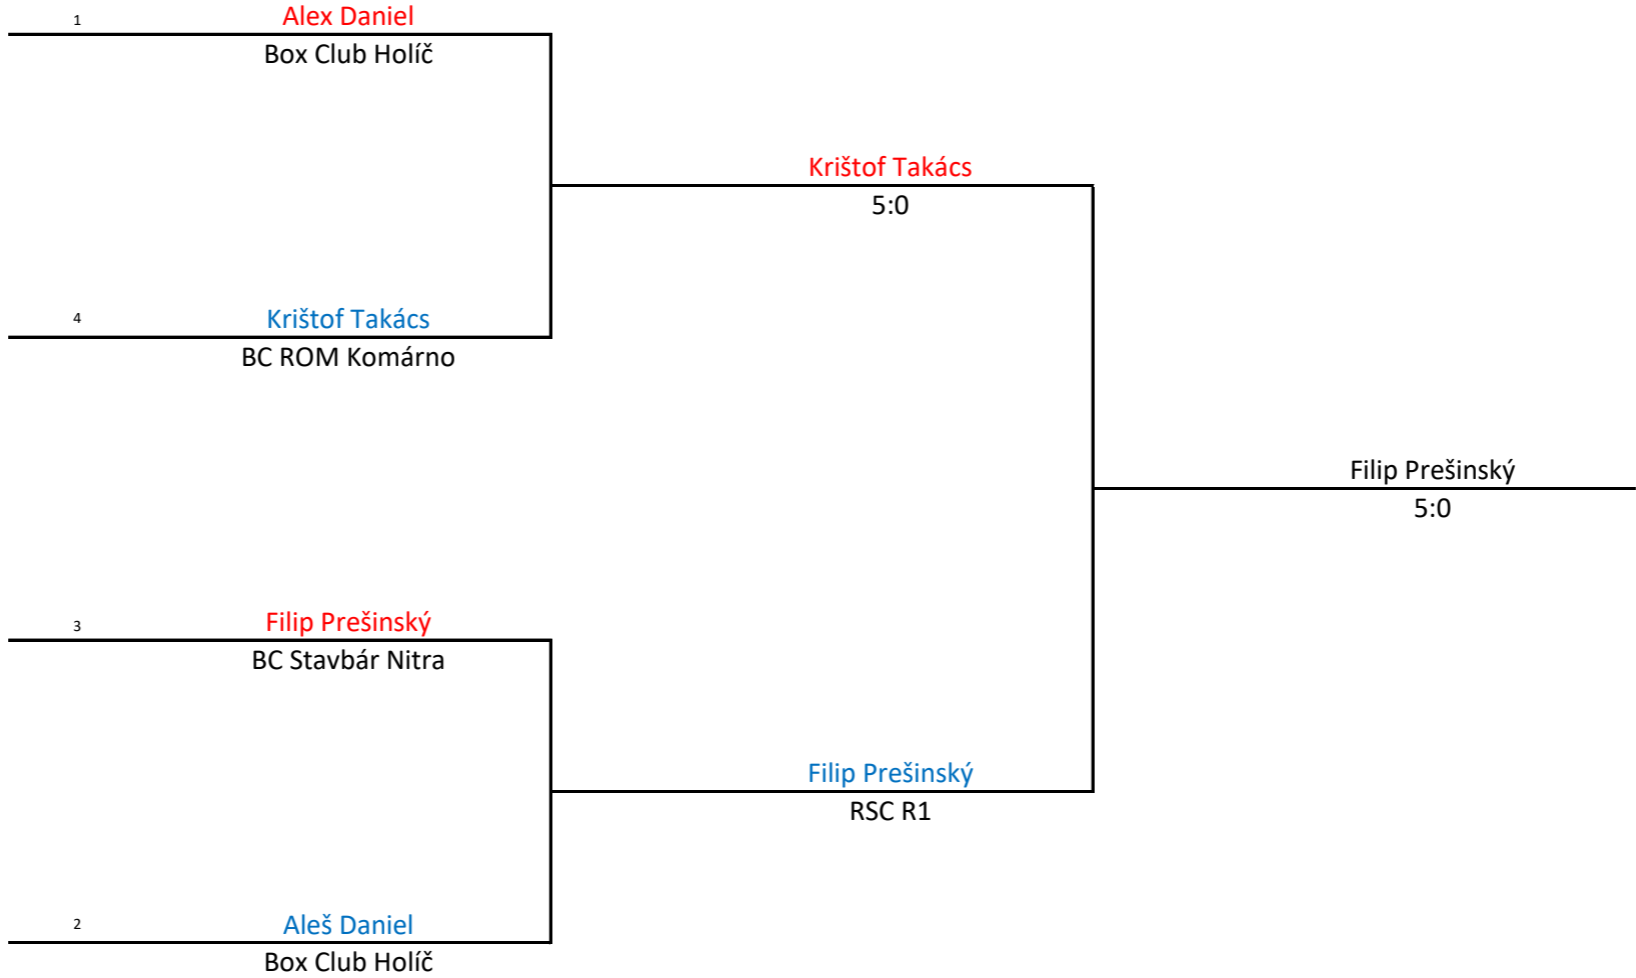 1
Alex Daniel
Box Club Holíč
Krištof Takács
5:0
4
Krištof Takács
BC ROM Komárno
Filip Prešinský
5:0
3
Filip Prešinský
BC Stavbár Nitra
Filip Prešinský
RSC R1
2
Aleš Daniel
Box Club Holíč